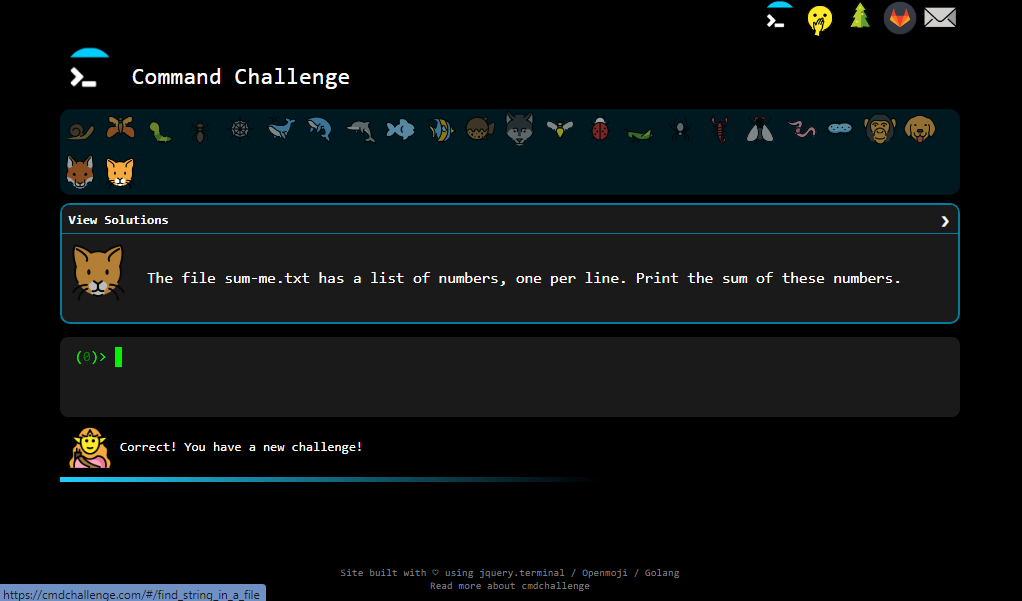 Command Challenge
View Solutions
The file sum-me.txt has a list of numbers, one per line. Print the sum of these numbers.
(0)>
Correct! You have a new challenge!
Site built with ♡ using jquery.terminal / Openmoji / Golang
Read more about cmdchallenge
https://cmdchallenge.com/#/find_string_in_a_file